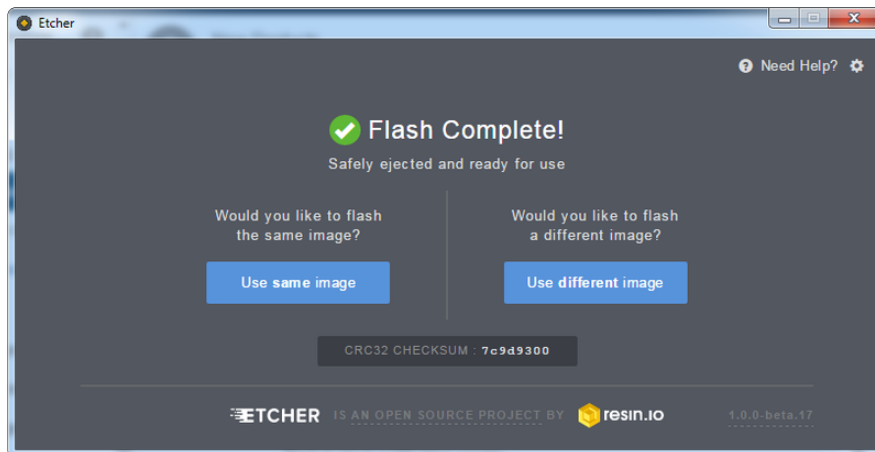 Etcher
Need Help?
Flash Complete!
Safely ejected and ready for use
Would you like to flash
the same image?
Use same image
Would you like to flash
a different image?
Use different image
CRC32 CHECKSUM : 7c9d9300
ETCHER IS AN OPEN SOURCE PROJECT BY resin.io 1.0.0-beta.17